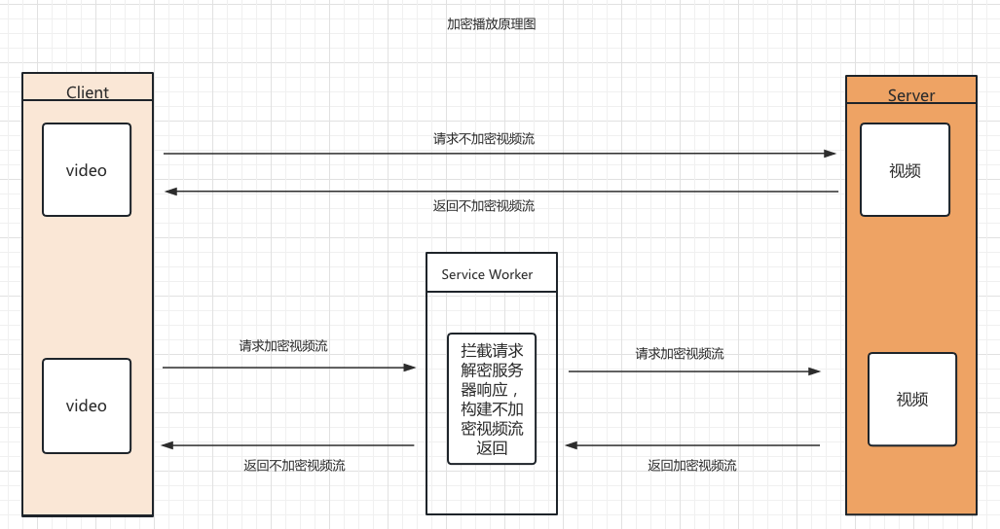 加密播放原理图
Client
Server
请求不加密视频流
video
视频
返回不加密视频流
Service Worker
请求加密视频流
请求加密视频流
拦截请求
解密服务
器响应，
构建不加
密视频流
返回
video
视频
返回不加密视频流
返回加密视频流